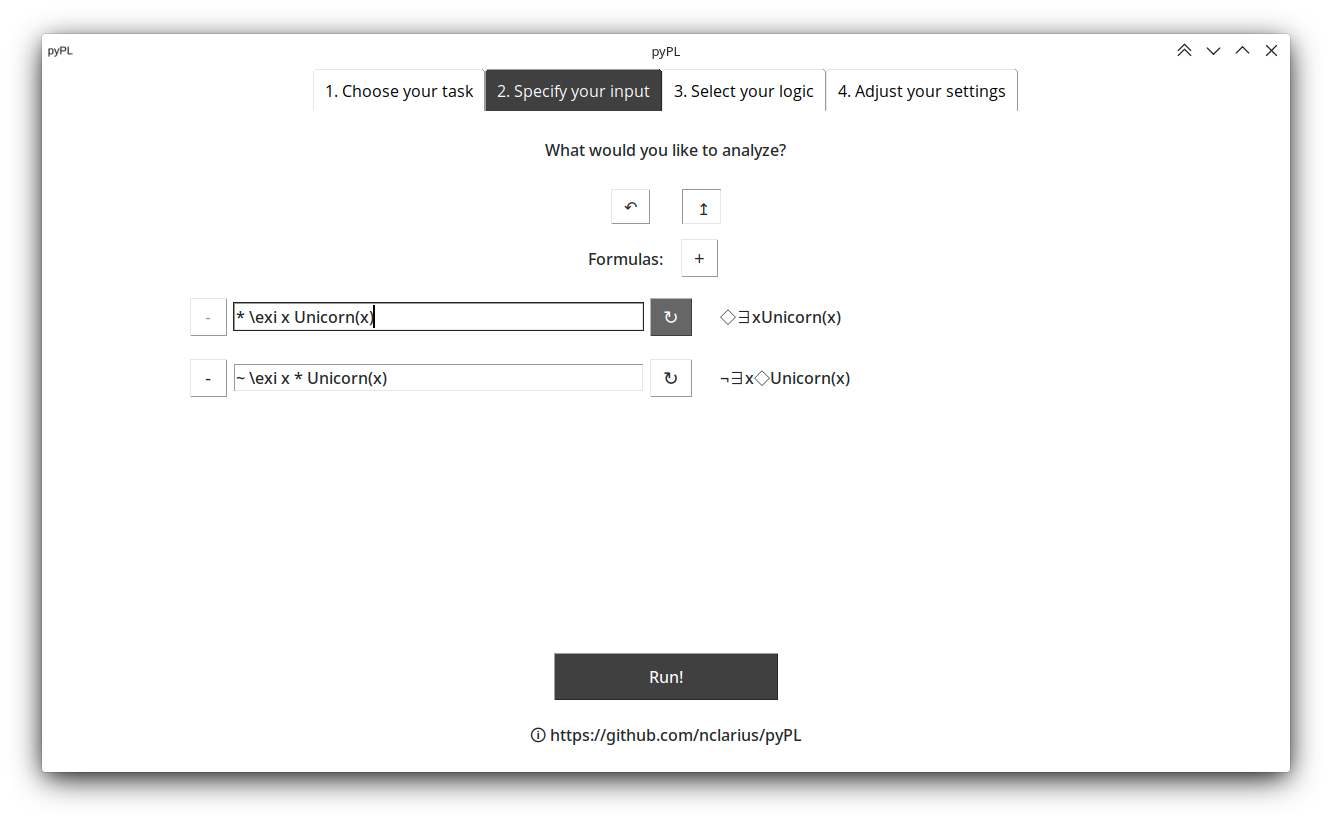 pyPL
pyPL
1. Choose your task 2. Specify your input 3. Select your logic 4. Adjust your settings
What would you like to analyze?
↶ ↥
Formulas: +
- * \exi x Unicorn(x) ↻ ◇∃xUnicorn(x)
- ~ \exi x * Unicorn(x) ↻ ¬∃x◇Unicorn(x)
Run!
ⓘ https://github.com/nclarius/pyPL